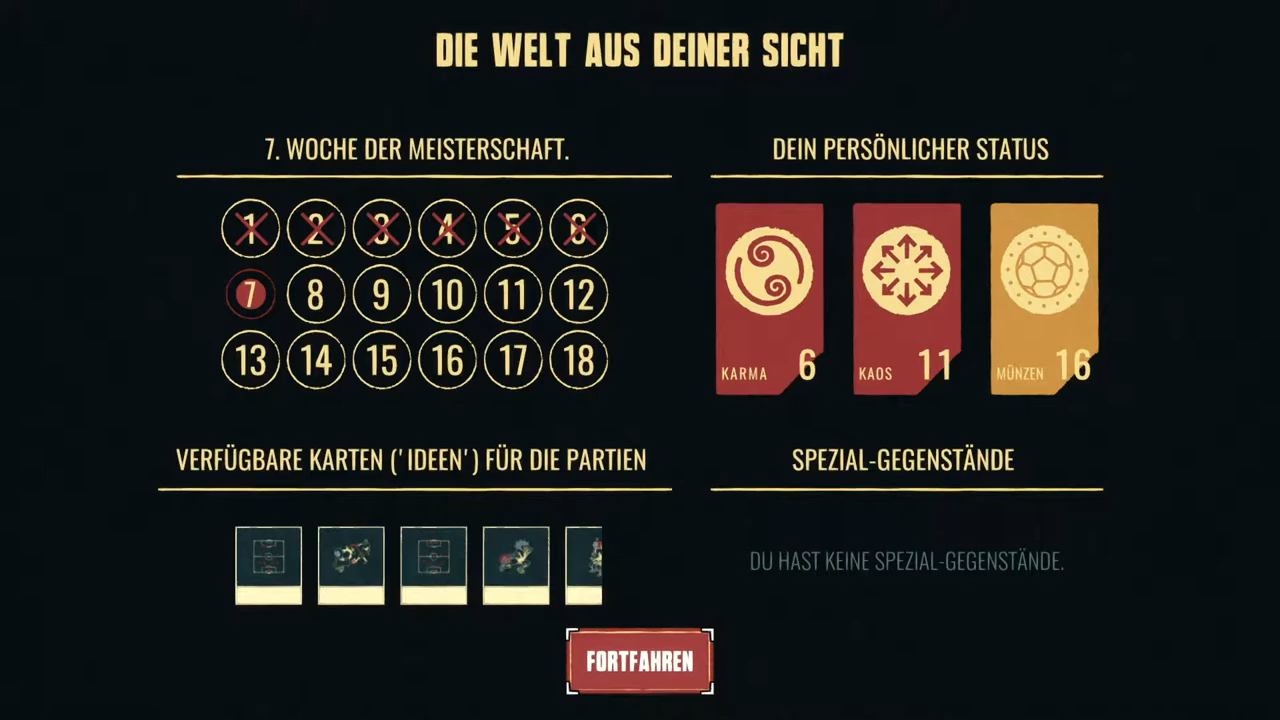 DIE WELT AUS DEINER SICHT
7. WOCHE DER MEISTERSCHAFT.
1 2 3 4 5 6
7 8 9 10 11 12
13 14 15 16 17 18
DEIN PERSÖNLICHER STATUS
KARMA 6
KAOS 11
MÜNZEN 16
VERFÜGBARE KARTEN ('IDEEN') FÜR DIE PARTIEN
SPEZIAL-GEGENSTÄNDE
DU HAST KEINE SPEZIAL-GEGENSTÄNDE.
FORTFAHREN